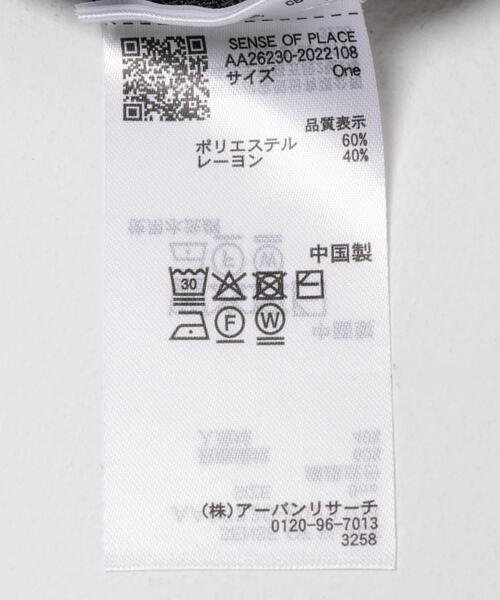 SENSE OF PLACE
AA26230-2022108
サイズ One
品質表示
ポリエステル 60%
レーヨン 40%
中国製
30
F W
(株)アーバンリサーチ
0120-96-7013
3258